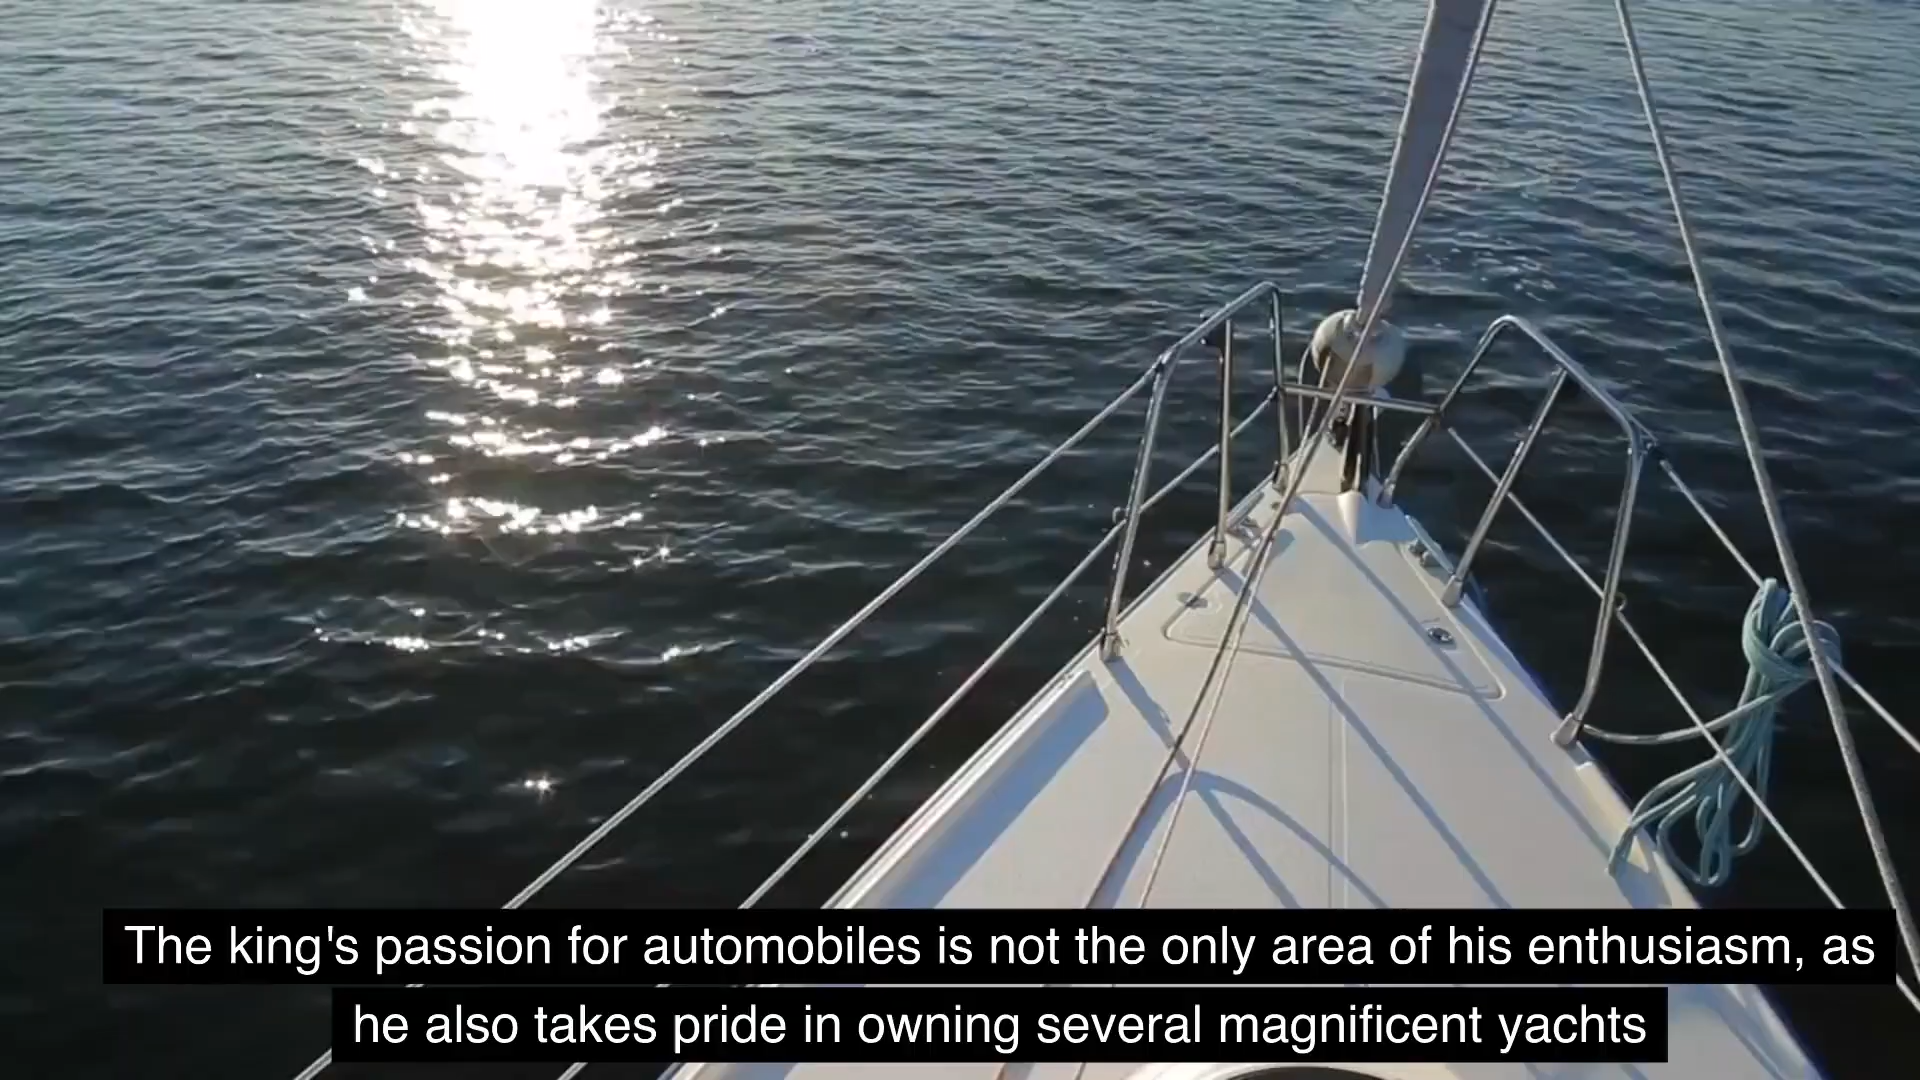 The king's passion for automobiles is not the only area of his enthusiasm, as
he also takes pride in owning several magnificent yachts